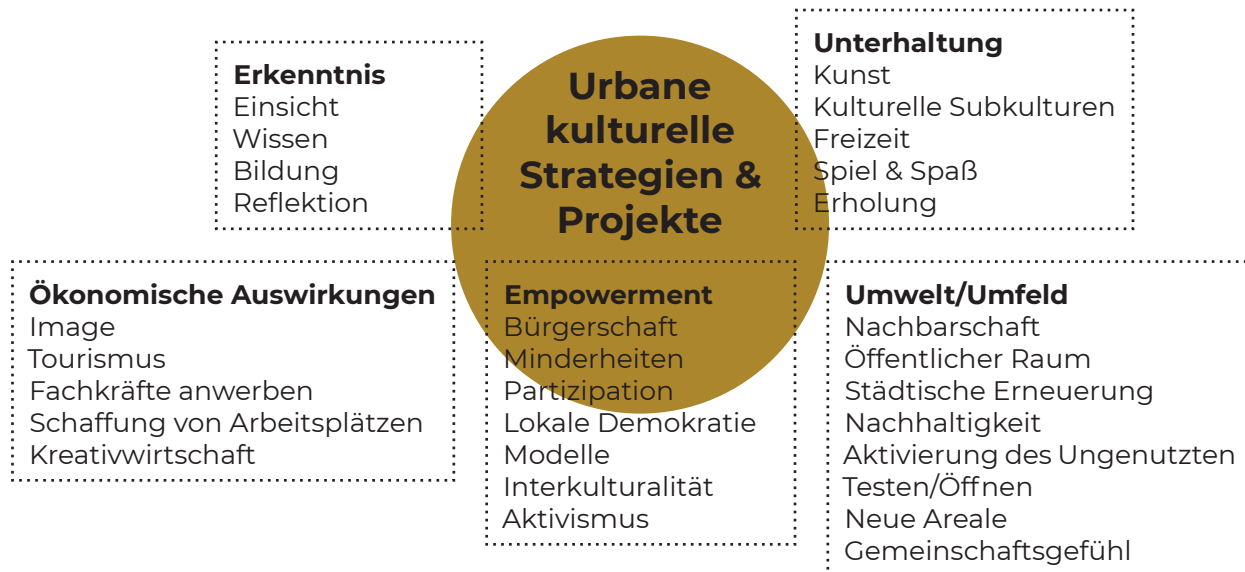 Urbane
kulturelle
Strategien &
Projekte
Erkenntnis
Einsicht
Wissen
Bildung
Reflektion
Unterhaltung
Kunst
Kulturelle Subkulturen
Freizeit
Spiel & Spaß
Erholung
Ökonomische Auswirkungen
Image
Tourismus
Fachkräfte anwerben
Schaffung von Arbeitsplätzen
Kreativwirtschaft
Empowerment
Bürgerschaft
Minderheiten
Partizipation
Lokale Demokratie
Modelle
Interkulturalität
Aktivismus
Umwelt/Umfeld
Nachbarschaft
Öffentlicher Raum
Städtische Erneuerung
Nachhaltigkeit
Aktivierung des Ungenutzten
Testen/Öffnen
Neue Areale
Gemeinschaftsgefühl